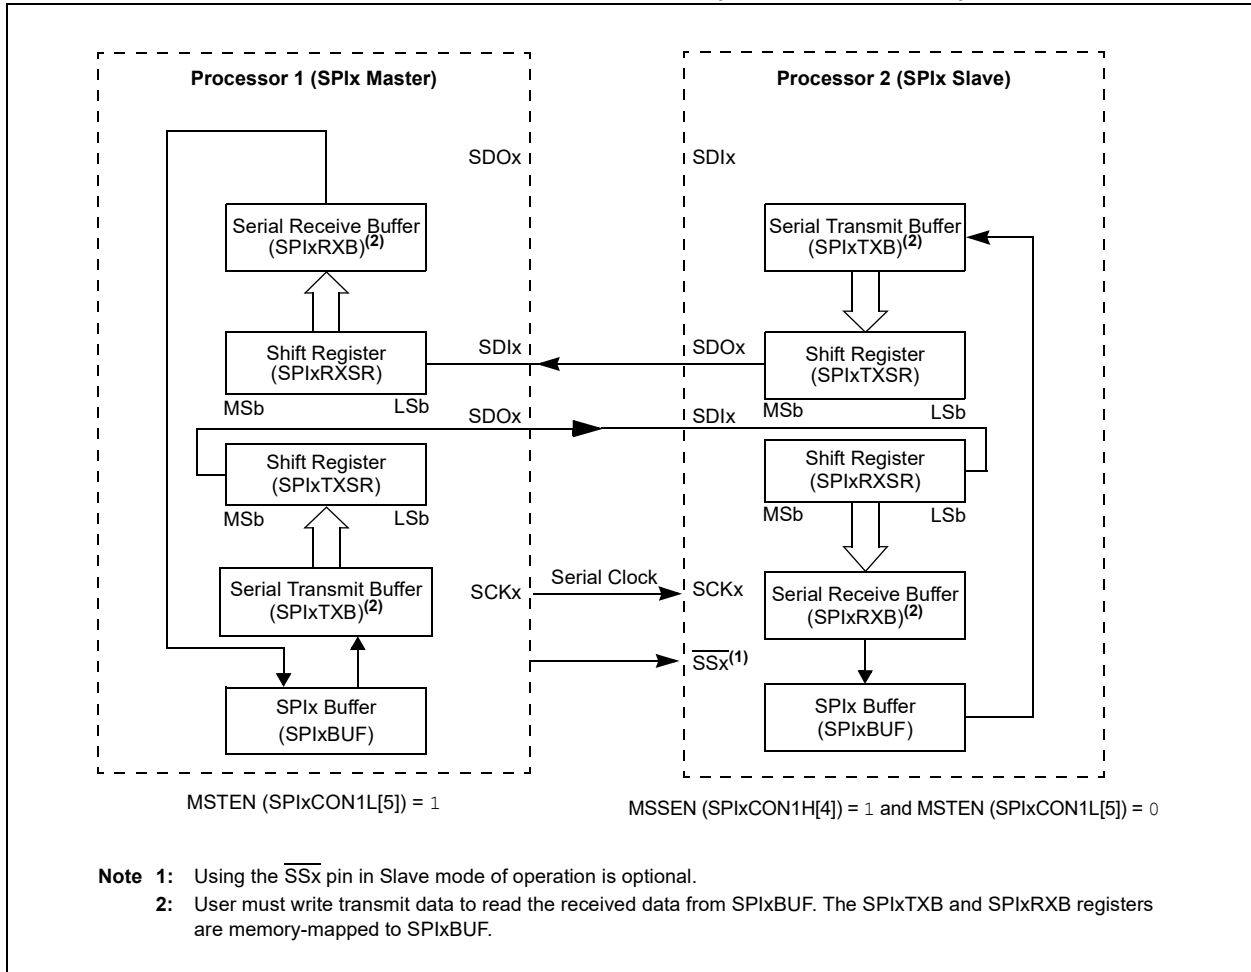 Processor 1 (SPIx Master)
Processor 2 (SPIx Slave)
SDOx
SDIx
Serial Receive Buffer
(SPIxRXB)(2)
Serial Transmit Buffer
(SPIxTXB)(2)
Shift Register
(SPIxRXSR)
SDIx
SDOx
Shift Register
(SPIxTXSR)
MSb
LSb
MSb
LSb
SDOx
SDIx
Shift Register
(SPIxTXSR)
Shift Register
(SPIxRXSR)
MSb
LSb
MSb
LSb
Serial Transmit Buffer
(SPIxTXB)(2)
SCKx
Serial Clock
SCKx
Serial Receive Buffer
(SPIxRXB)(2)
SSx(1)
SPIx Buffer
(SPIxBUF)
SPIx Buffer
(SPIxBUF)
MSTEN (SPIxCON1L[5]) = 1
MSSEN (SPIxCON1H[4]) = 1 and MSTEN (SPIxCON1L[5]) = 0
Note 1: Using the SSx pin in Slave mode of operation is optional.
2: User must write transmit data to read the received data from SPIxBUF. The SPIxTXB and SPIxRXB registers
are memory-mapped to SPIxBUF.